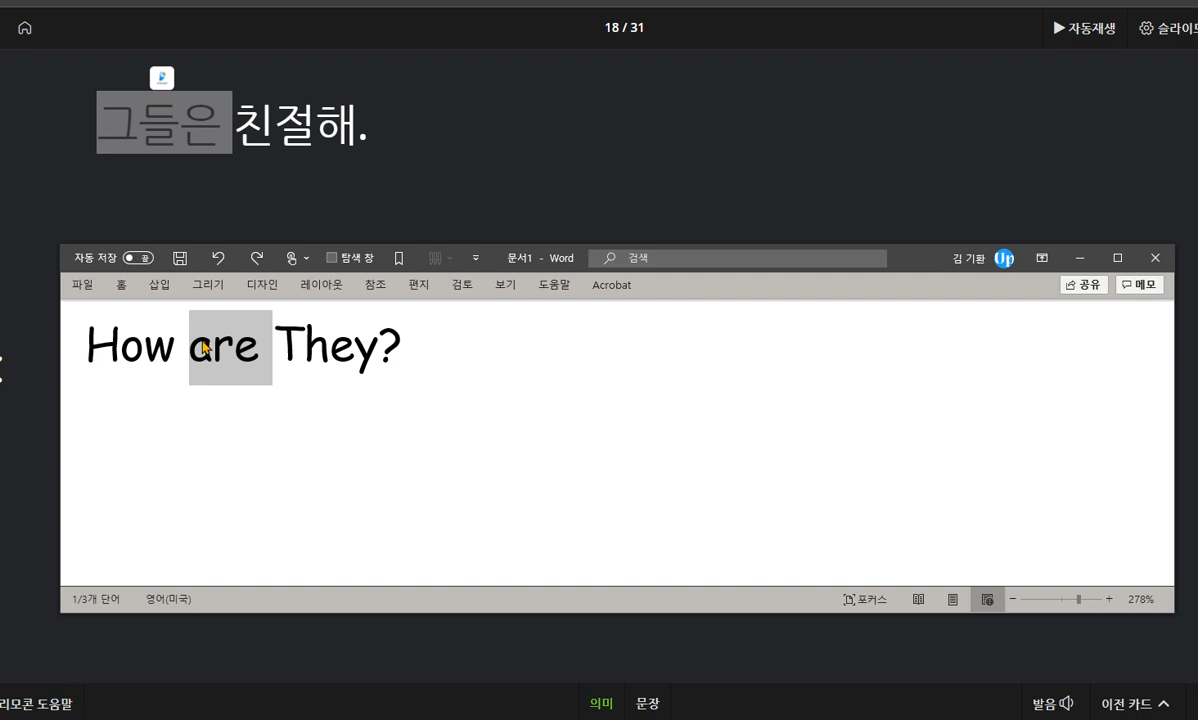 18 / 31
▶ 자동재생
슬라이드
그들은 친절해.
자동 저장 끔
탐색 창
문서1 - Word
검색
김 기환
Up
파일 홈 삽입 그리기 디자인 레이아웃 참조 편지 검토 보기 도움말 Acrobat
공유 메모
How are They?
1/3개 단어 영어(미국)
포커스
278%
리모콘 도움말
의미 문장
발음
이전 카드